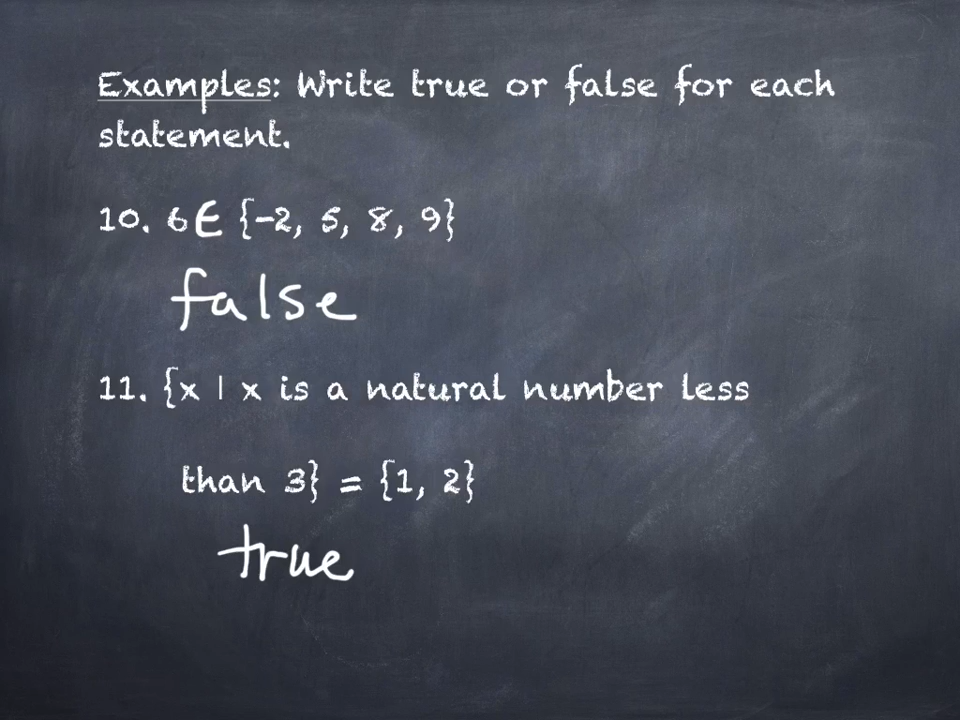 Examples: Write true or false for each
statement.
10. 6∈ {-2, 5, 8, 9}
false
11. {x | x is a natural number less
than 3} = {1, 2}
true